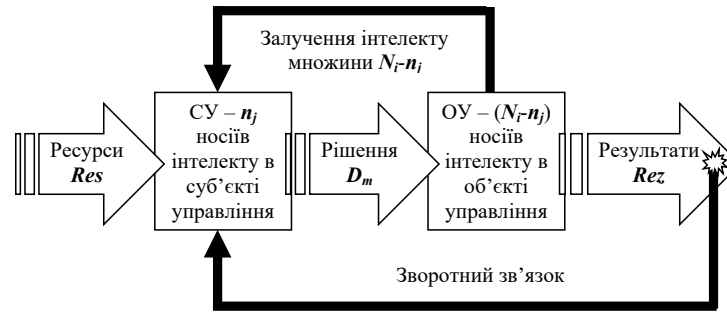 Залучення інтелекту
множини Ni-nj
Ресурси
Res
СУ – nj
носіїв
інтелекту в
суб’єкті
управління
Рішення
Dm
ОУ – (Ni-nj)
носіїв
інтелекту в
об’єкті
управління
Результати
Rez
Зворотний зв’язок